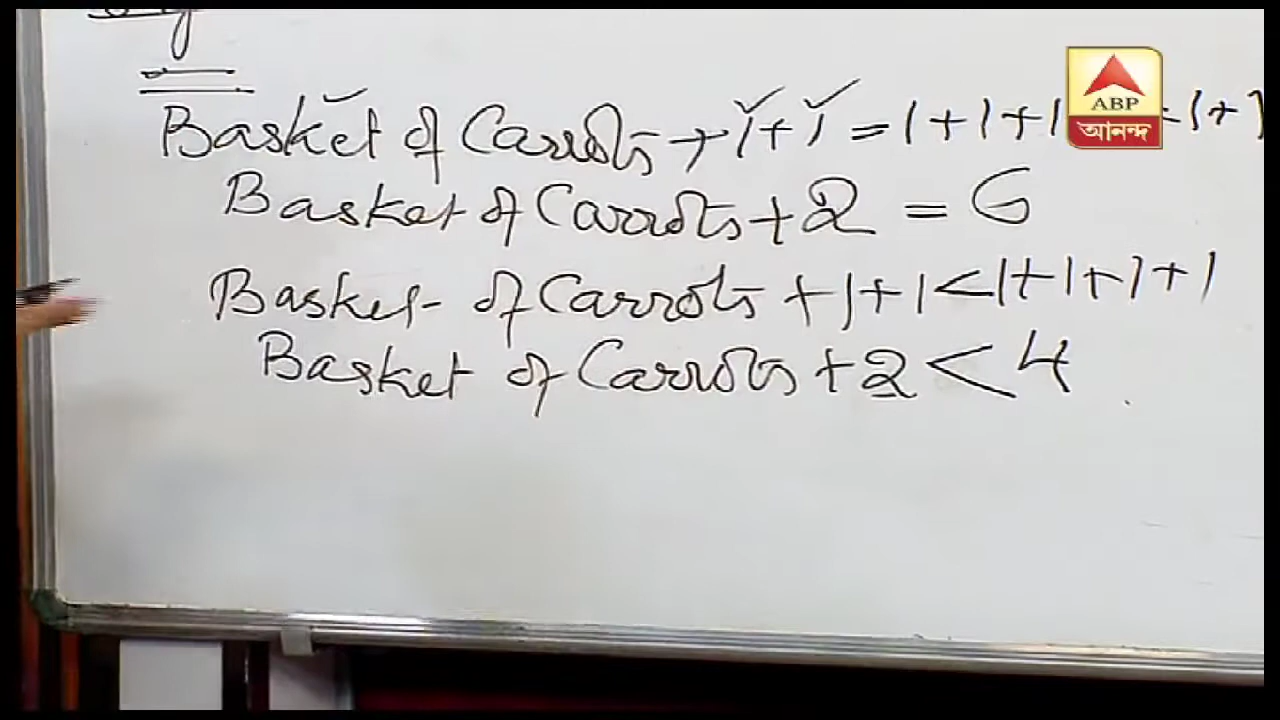 Basket of Carrots + 1 + 1 = 1 + 1 + 1
ABP
আনন্দ
Basket of Carrots + 2 = 6
Basket of Carrots + 1 + 1 < 1 + 1 + 1 + 1
Basket of Carrots + 2 < 4